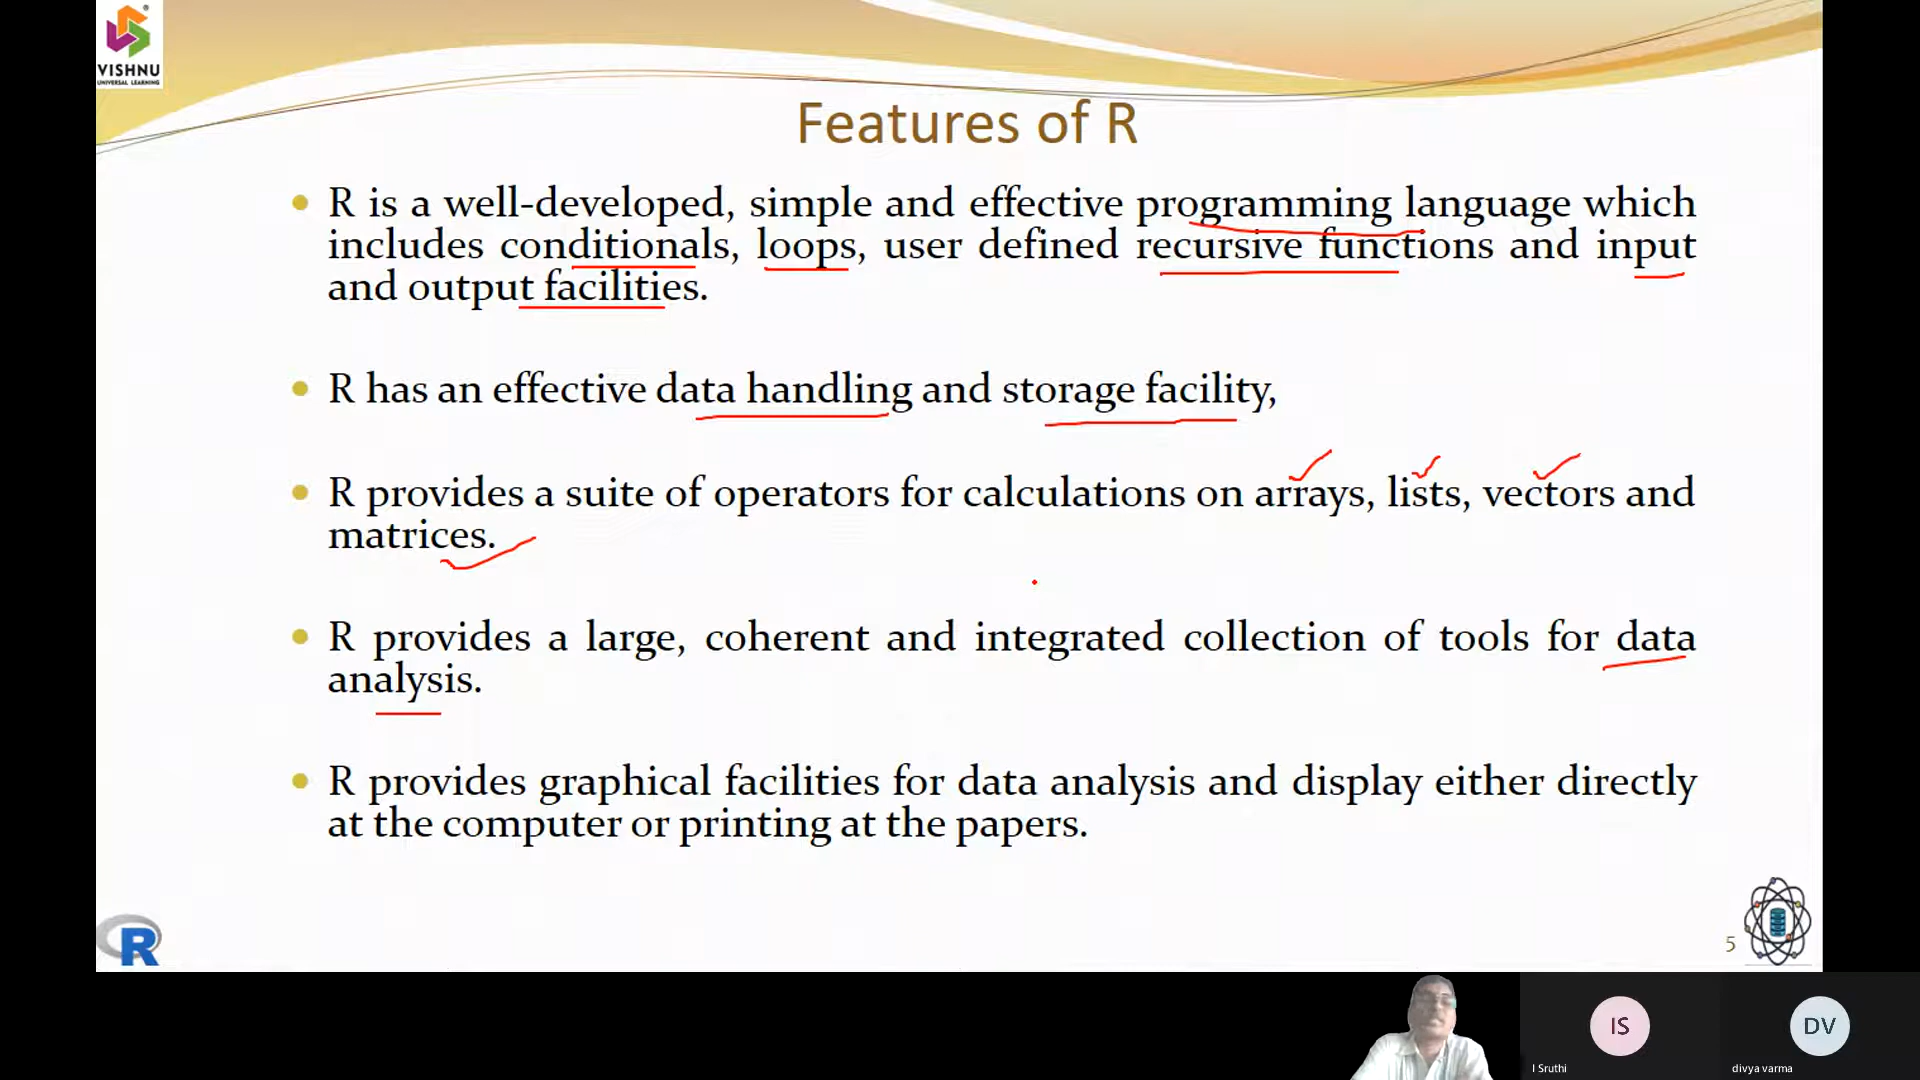 VISHNU
UNIVERSAL LEARNING
Features of R
R is a well-developed, simple and effective programming language which
includes conditionals, loops, user defined recursive functions and input
and output facilities.
R has an effective data handling and storage facility,
R provides a suite of operators for calculations on arrays, lists, vectors and
matrices.
R provides a large, coherent and integrated collection of tools for data
analysis.
R provides graphical facilities for data analysis and display either directly
at the computer or printing at the papers.
R
5
IS
DV
I Sruthi
divya varma